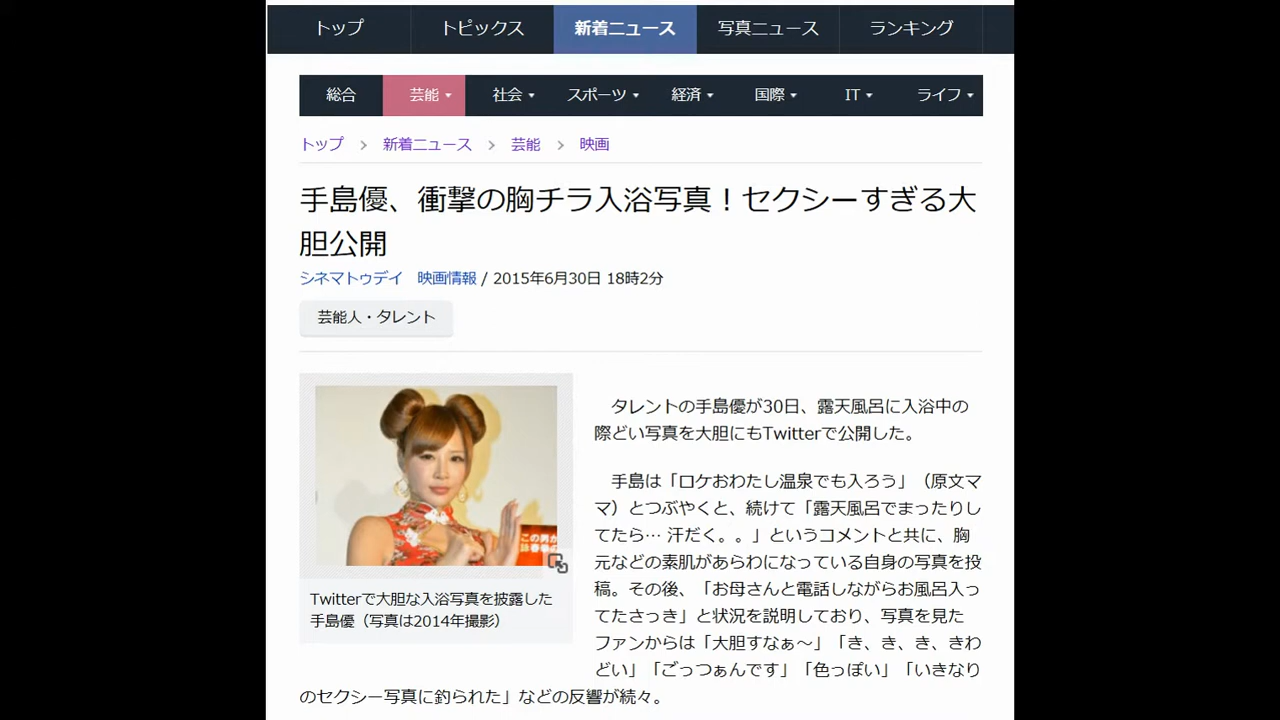 トップ トピックス 新着ニュース 写真ニュース ランキング
総合 芸能 社会 スポーツ 経済 国際 IT ライフ
トップ > 新着ニュース > 芸能 > 映画
手島優、衝撃の胸チラ入浴写真！セクシーすぎる大
胆公開
シネマトゥデイ 映画情報 / 2015年6月30日 18時2分
芸能人・タレント
この男が
Twitterで大胆な入浴写真を披露した
手島優（写真は2014年撮影）
タレントの手島優が30日、露天風呂に入浴中の
際どい写真を大胆にもTwitterで公開した。
手島は「ロケおわたし温泉でも入ろう」（原文マ
マ）とつぶやくと、続けて「露天風呂でまったりし
てたら… 汗だく。。」というコメントと共に、胸
元などの素肌があらわになっている自身の写真を投
稿。その後、「お母さんと電話しながらお風呂入っ
てたさっき」と状況を説明しており、写真を見た
ファンからは「大胆すなぁ〜」「き、き、き、きわ
どい」「ごっつぁんです」「色っぽい」「いきなり
のセクシー写真に釣られた」などの反響が続々。